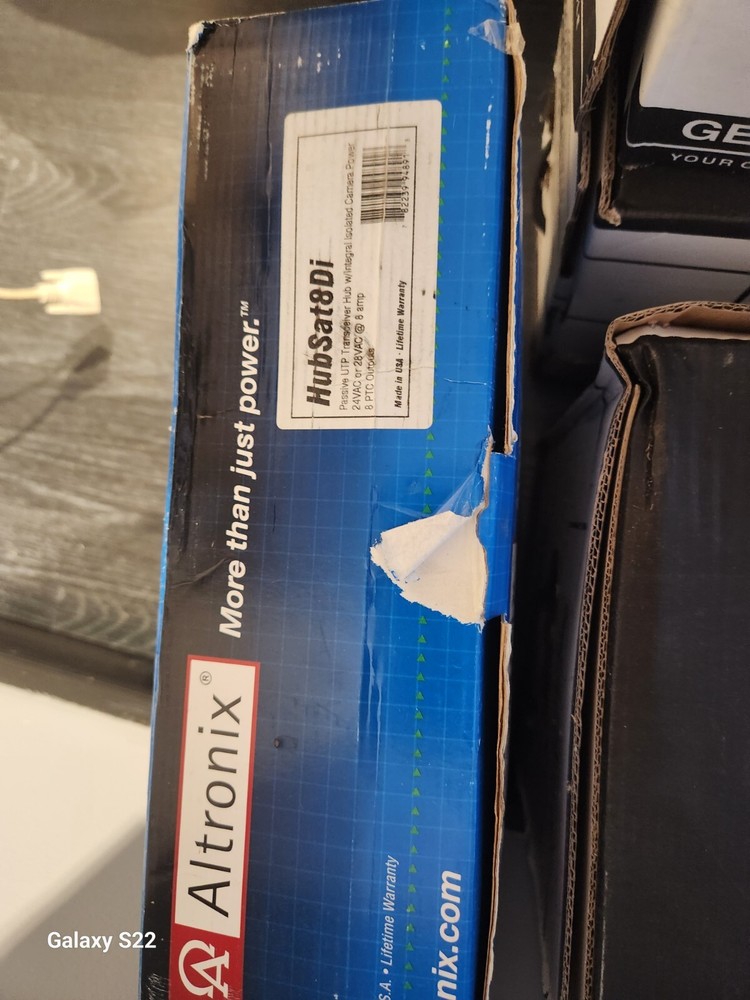 HubSat8Di
Passive UTP Transceiver Hub w/Integral Isolated Camera Power
24VAC or 28VAC @ 8 amp
8 PTC Outputs
Made in USA - Lifetime Warranty
More than just power.™
Altronix®
S.A. • Lifetime Warranty
nix.com
GE
YOUR
Galaxy S22